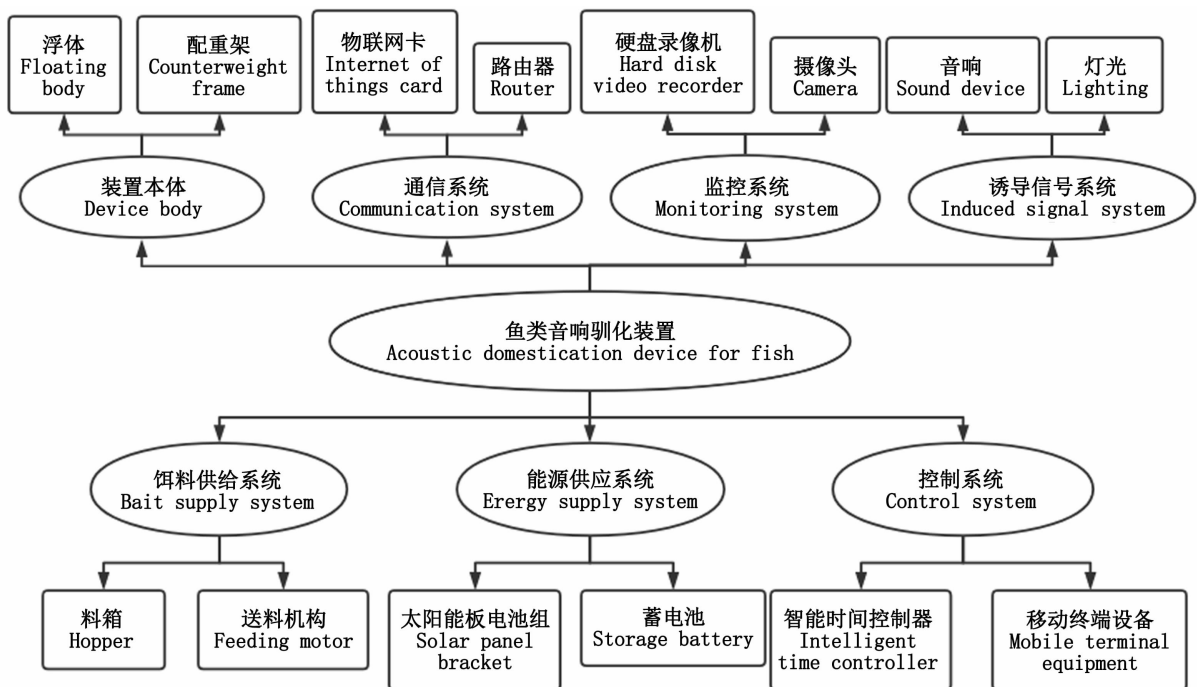 浮体
Floating
body
配重架
Counterweight
frame
物联网卡
Internet of
things card
路由器
Router
硬盘录像机
Hard disk
video recorder
摄像头
Camera
音响
Sound device
灯光
Lighting
装置本体
Device body
通信系统
Communication system
监控系统
Monitoring system
诱导信号系统
Induced signal system
鱼类音响驯化装置
Acoustic domestication device for fish
饵料供给系统
Bait supply system
能源供应系统
Erergy supply system
控制系统
Control system
料箱
Hopper
送料机构
Feeding motor
太阳能板电池组
Solar panel
bracket
蓄电池
Storage battery
智能时间控制器
Intelligent
time controller
移动终端设备
Mobile terminal
equipment